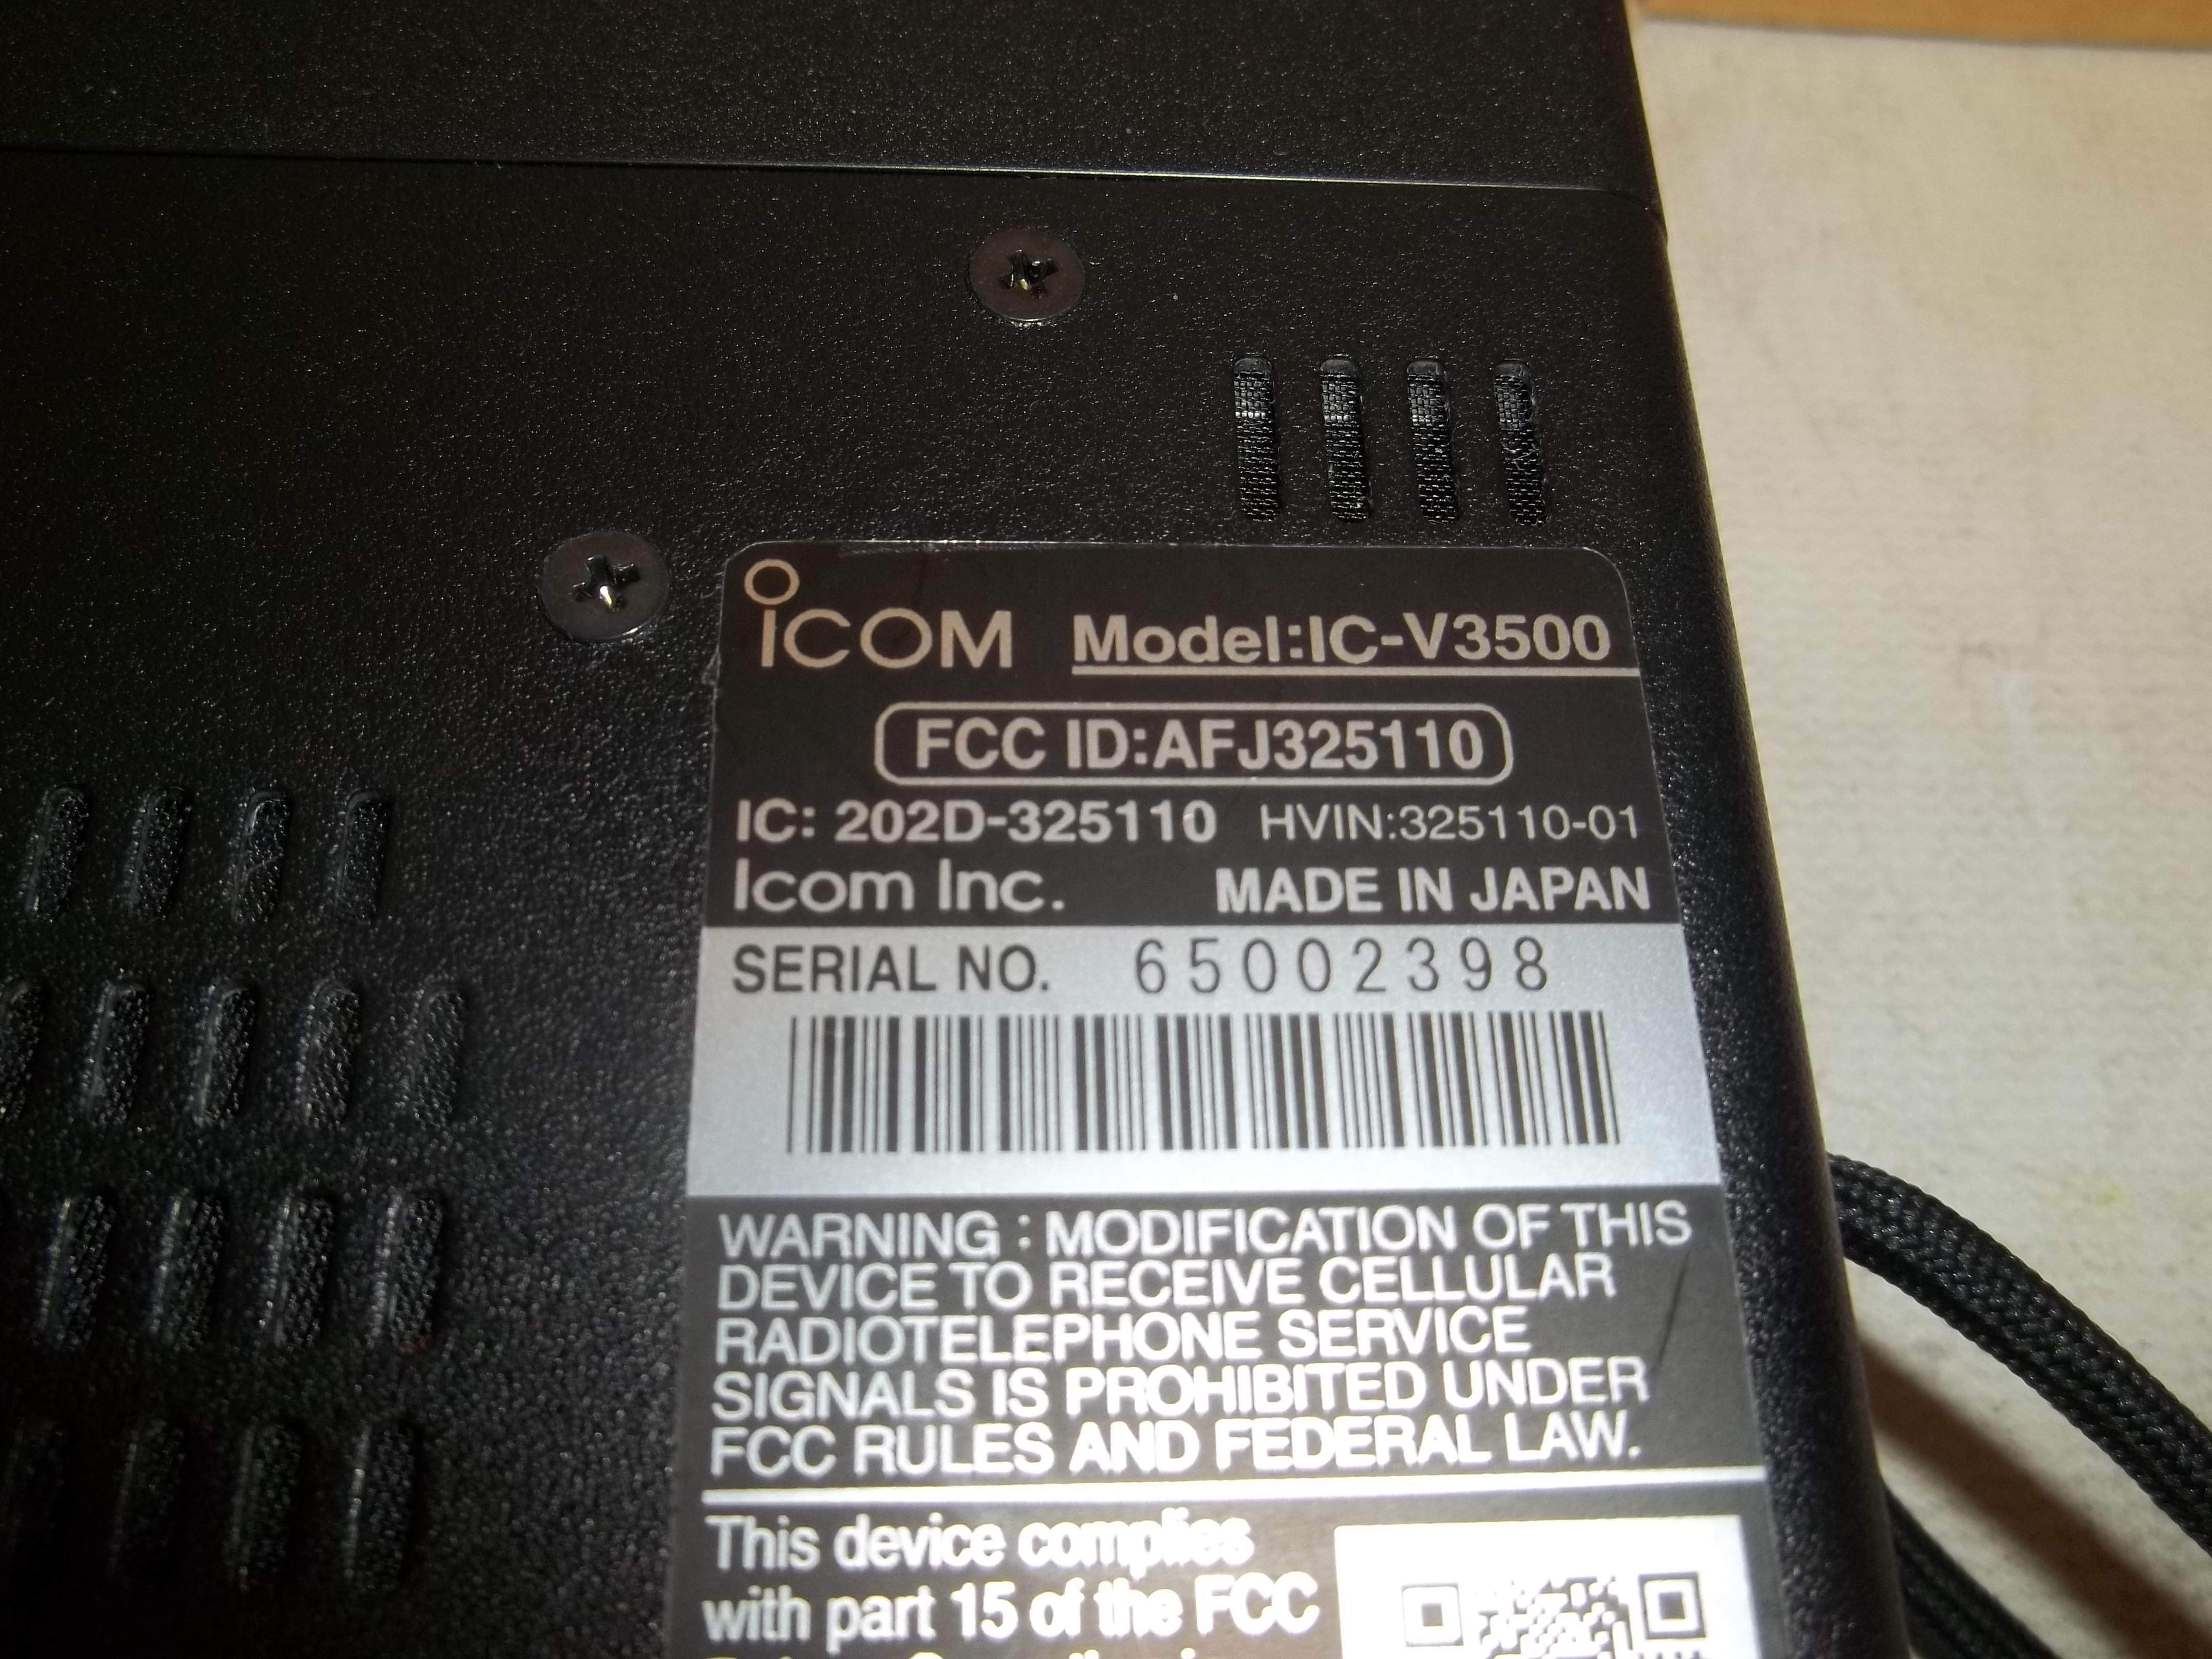 iCOM Model:IC-V3500
FCC ID:AFJ325110
IC: 202D-325110 HVIN:325110-01
Icom Inc. MADE IN JAPAN
SERIAL NO. 65002398
WARNING : MODIFICATION OF THIS
DEVICE TO RECEIVE CELLULAR
RADIOTELEPHONE SERVICE
SIGNALS IS PROHIBITED UNDER
FCC RULES AND FEDERAL LAW.
This device complies
with part 15 of the FCC